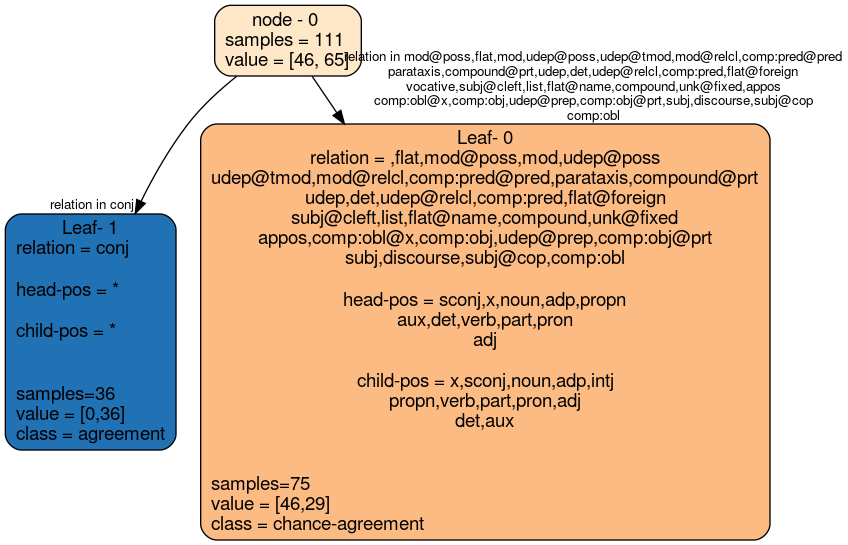 node - 0
samples = 111
value = [46, 65]
relation in mod@poss,flat,mod,udep@poss,udep@tmod,mod@relcl,comp:pred@pred
parataxis,compound@prt,udep,det,udep@relcl,comp:pred,flat@foreign
vocative,subj@cleft,list,flat@name,compound,unk@fixed,appos
comp:obl@x,comp:obj,udep@prep,comp:obj@prt,subj,discourse,subj@cop
comp:obl
relation in conj
Leaf- 1
relation = conj
head-pos = *
child-pos = *
samples=36
value = [0,36]
class = agreement
Leaf- 0
relation = ,flat,mod@poss,mod,udep@poss
udep@tmod,mod@relcl,comp:pred@pred,parataxis,compound@prt
udep,det,udep@relcl,comp:pred,flat@foreign
subj@cleft,list,flat@name,compound,unk@fixed
appos,comp:obl@x,comp:obj,udep@prep,comp:obj@prt
subj,discourse,subj@cop,comp:obl
head-pos = sconj,x,noun,adp,propn
aux,det,verb,part,pron
adj
child-pos = x,sconj,noun,adp,intj
propn,verb,part,pron,adj
det,aux
samples=75
value = [46,29]
class = chance-agreement